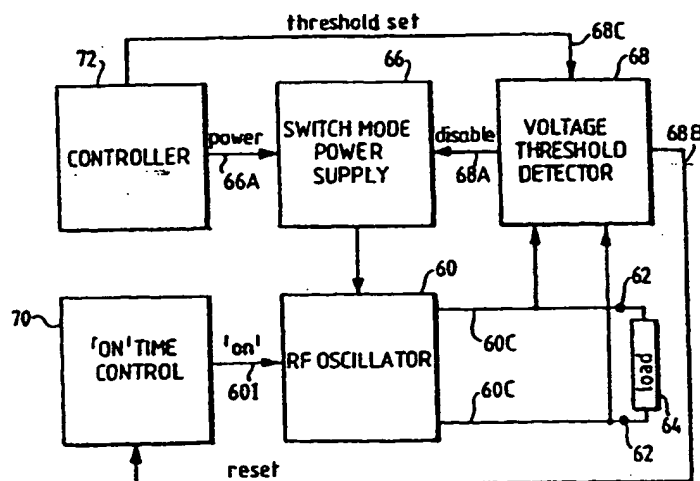 threshold set
68C
72
66
68
68B
CONTROLLER
power
66A
SWITCH MODE
POWER
SUPPLY
disable
68A
VOLTAGE
THRESHOLD
DETECTOR
70
'ON' TIME
CONTROL
'on'
60I
60
RF OSCILLATOR
60C
60C
62
load
64
62
reset